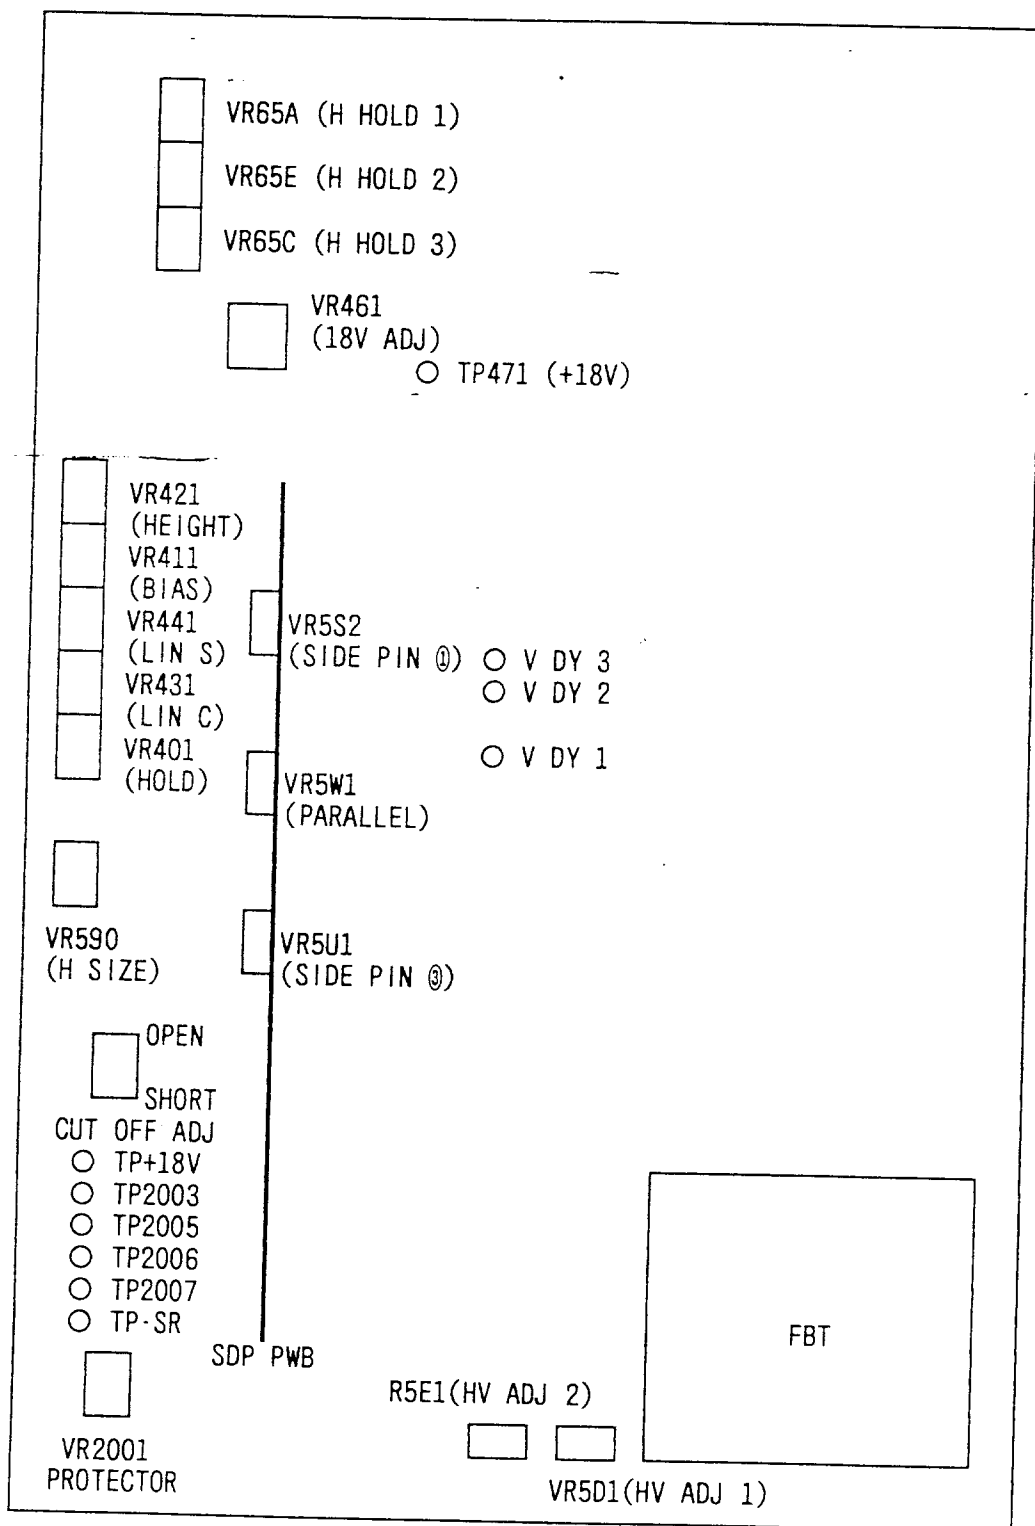 VR65A (H HOLD 1)
VR65E (H HOLD 2)
VR65C (H HOLD 3)
VR461
(18V ADJ)
TP471 (+18V)
VR421
(HEIGHT)
VR411
(BIAS)
VR441
(LIN S)
VR431
(LIN C)
VR401
(HOLD)
VR5S2
(SIDE PIN ①)
V DY 3
V DY 2
V DY 1
VR5W1
(PARALLEL)
VR590
(H SIZE)
VR5U1
(SIDE PIN ③)
OPEN
SHORT
CUT OFF ADJ
TP+18V
TP2003
TP2005
TP2006
TP2007
TP-SR
SDP PWB
VR2001
PROTECTOR
FBT
R5E1(HV ADJ 2)
VR5D1(HV ADJ 1)